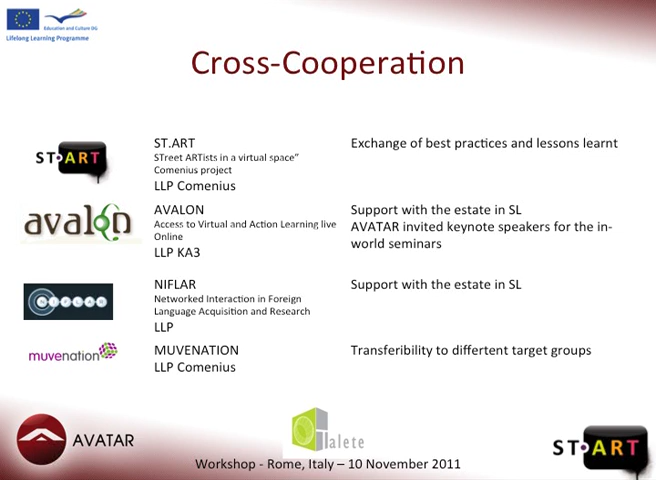 Education and Culture DG
Lifelong Learning Programme
Cross-Cooperation
ST.ART
ST.ART
STreet ARTists in a virtual space”
Comenius project
LLP Comenius
Exchange of best practices and lessons learnt
avalon
AVALON
Access to Virtual and Action Learning live
Online
LLP KA3
Support with the estate in SL
AVATAR invited keynote speakers for the in-
world seminars
NIFLAR
NIFLAR
Networked Interaction in Foreign
Language Acquisition and Research
LLP
Support with the estate in SL
muvenation
MUVENATION
LLP Comenius
Transferibility to differtent target groups
AVATAR
Talete
ST.ART
Workshop - Rome, Italy – 10 November 2011